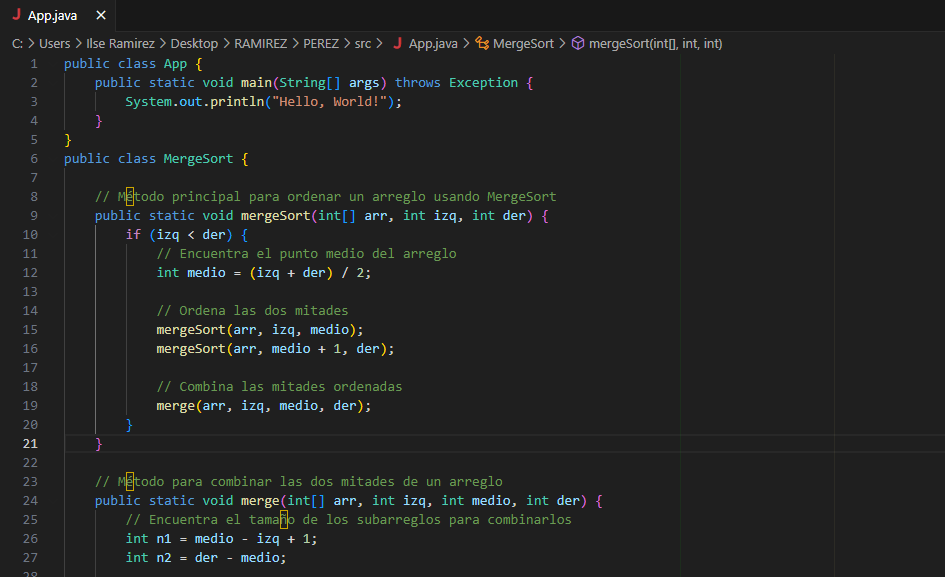 App.java
C: > Users > Ilse Ramirez > Desktop > RAMIREZ > PEREZ > src > App.java > MergeSort > mergeSort(int[], int, int)
1 public class App {
2     public static void main(String[] args) throws Exception {
3         System.out.println("Hello, World!");
4     }
5 }
6 public class MergeSort {
7
8     // Método principal para ordenar un arreglo usando MergeSort
9     public static void mergeSort(int[] arr, int izq, int der) {
10         if (izq < der) {
11             // Encuentra el punto medio del arreglo
12             int medio = (izq + der) / 2;
13
14             // Ordena las dos mitades
15             mergeSort(arr, izq, medio);
16             mergeSort(arr, medio + 1, der);
17
18             // Combina las mitades ordenadas
19             merge(arr, izq, medio, der);
20         }
21     }
22
23     // Método para combinar las dos mitades de un arreglo
24     public static void merge(int[] arr, int izq, int medio, int der) {
25         // Encuentra el tamaño de los subarreglos para combinarlos
26         int n1 = medio - izq + 1;
27         int n2 = der - medio;
28